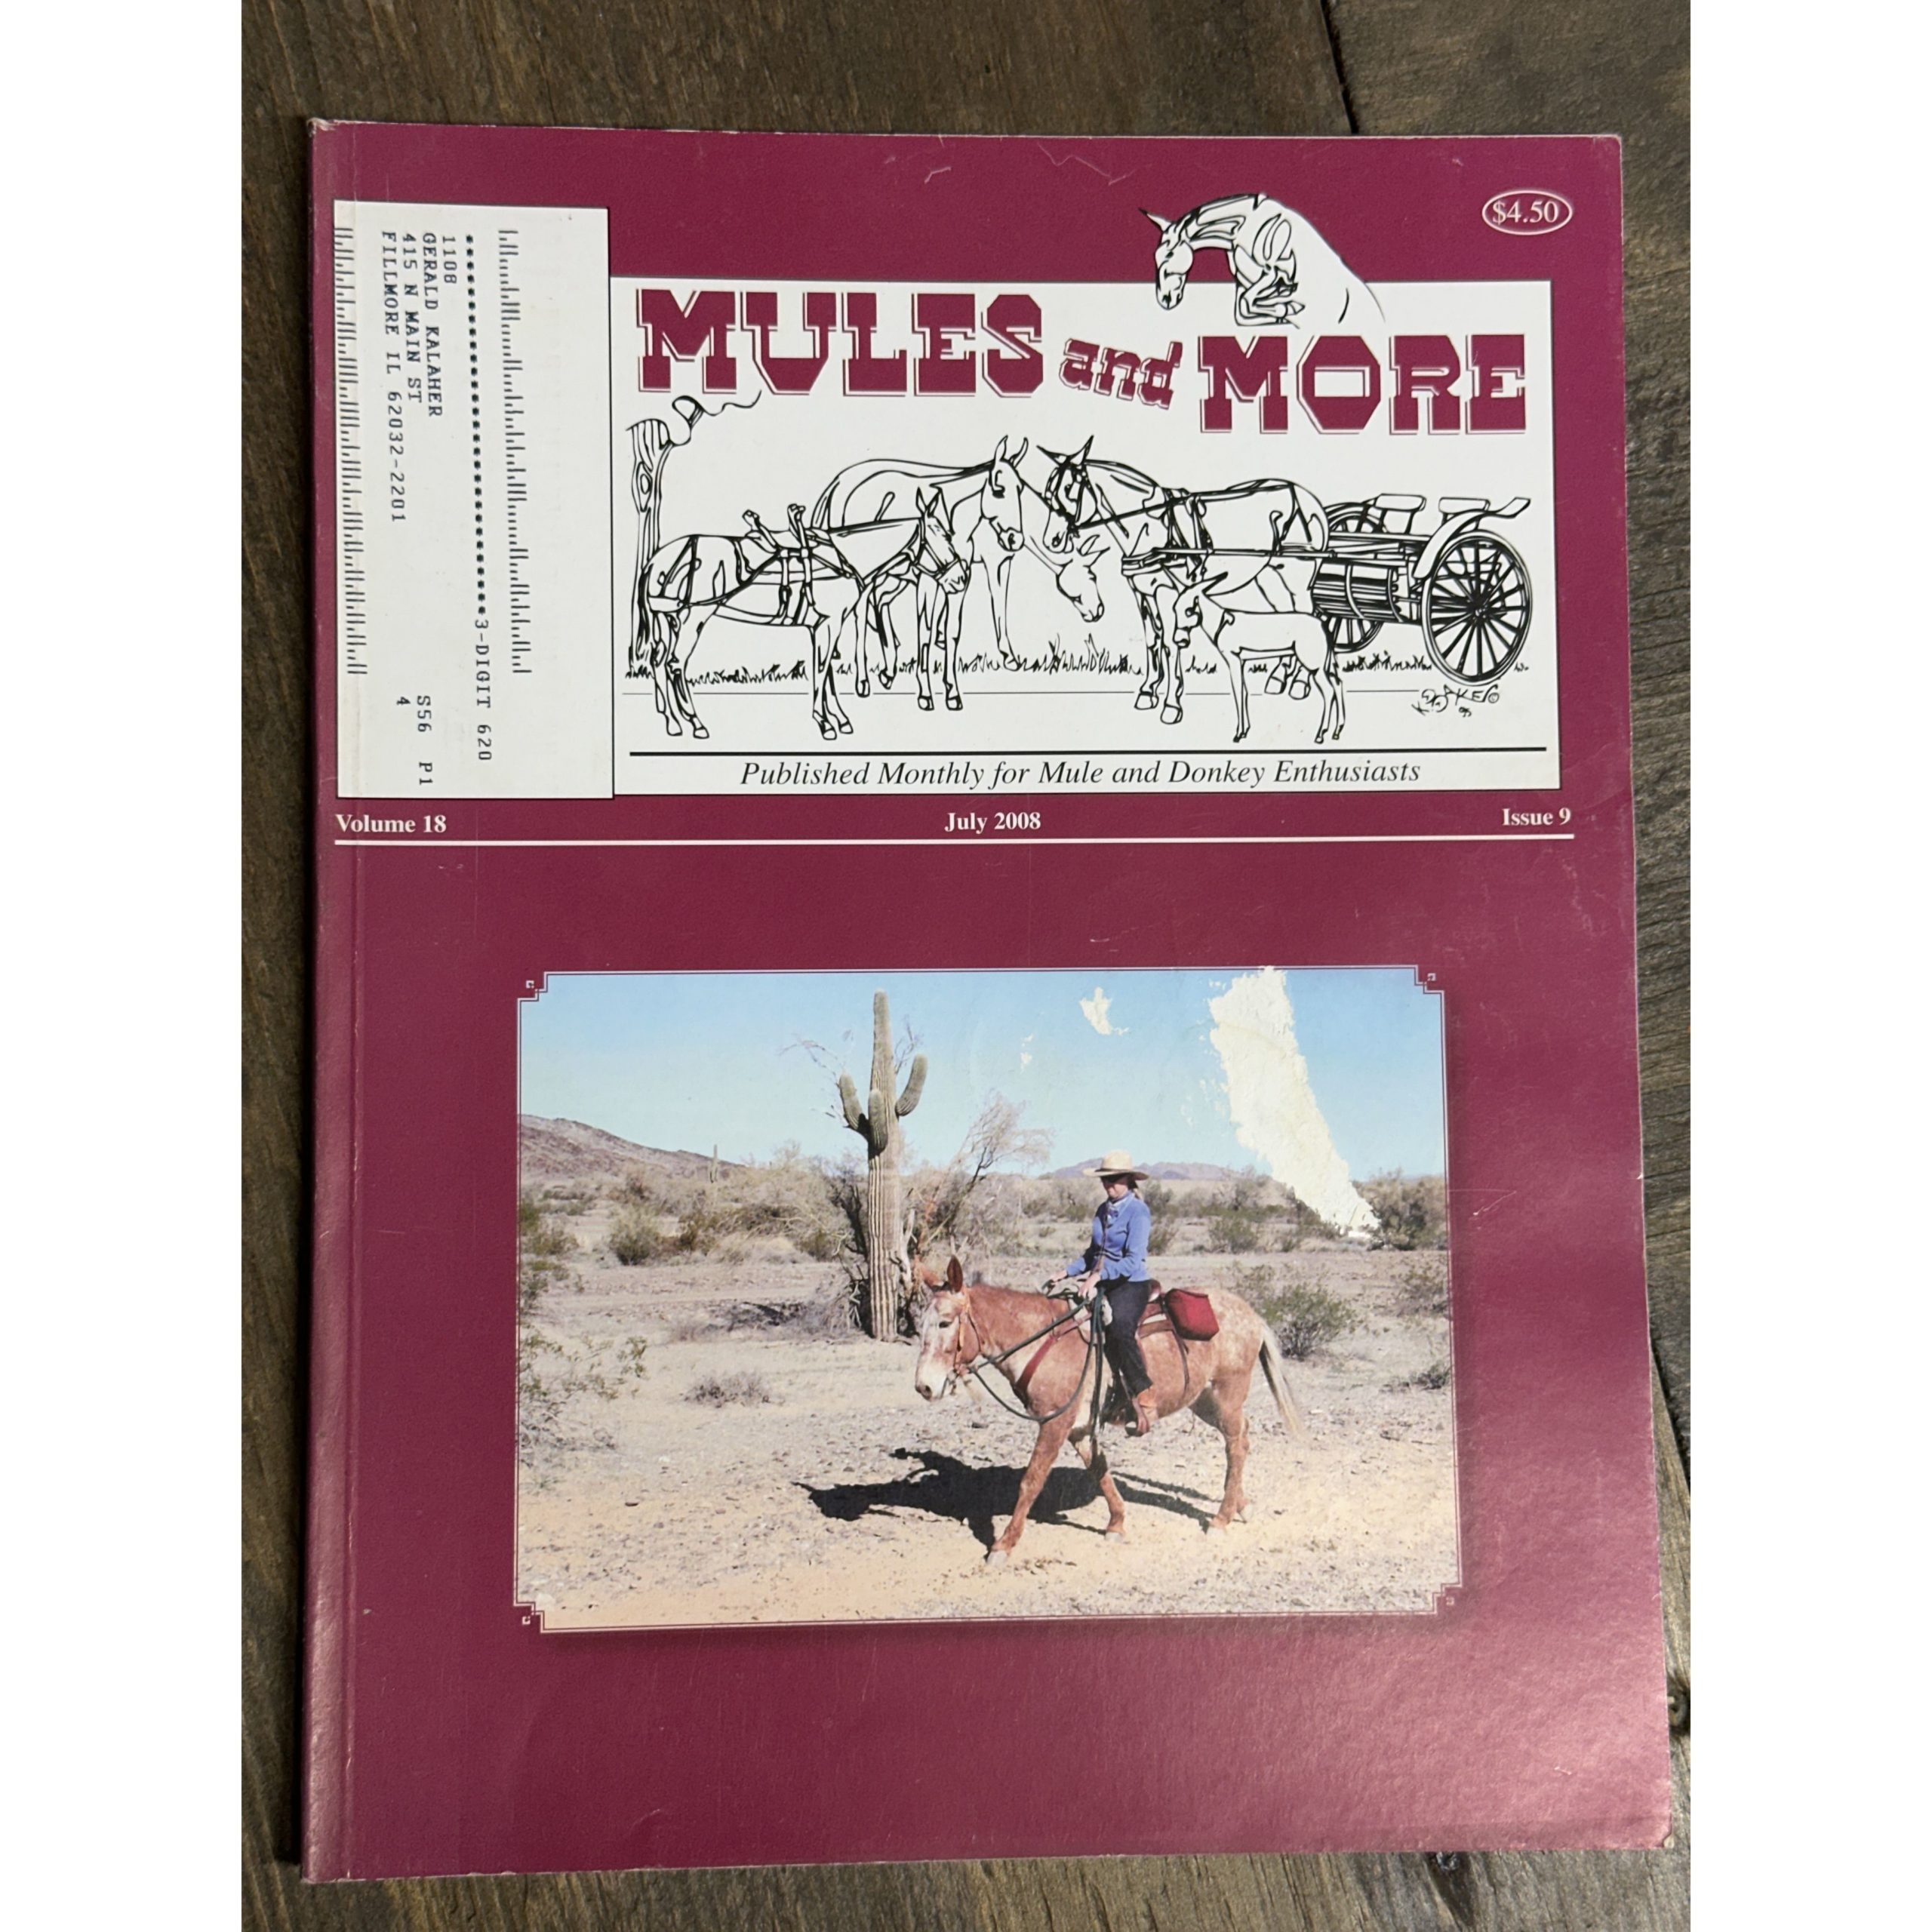 $4.50
MULES and MORE
1108
GERALD KALAHER
415 N MAIN ST
FILLMORE IL 62032-2201
***********************************3-DIGIT 620
S56 P1
4
Published Monthly for Mule and Donkey Enthusiasts
Volume 18 July 2008 Issue 9